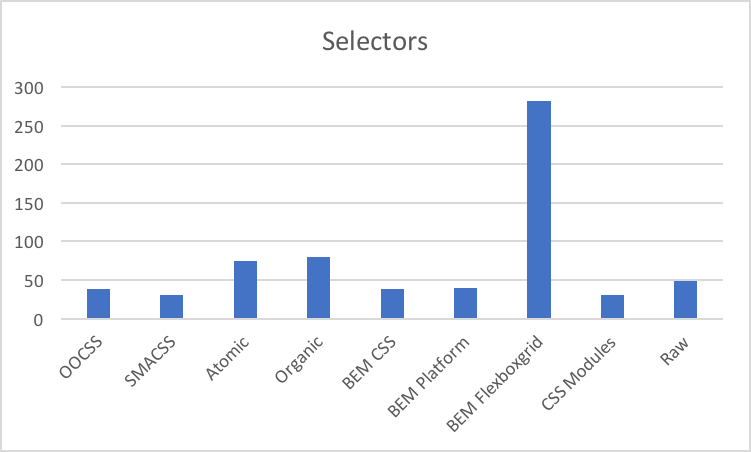 Selectors
300
250
200
150
100
50
0
OOCSS
SMACSS
Atomic
Organic
BEM CSS
BEM Platform
BEM Flexboxgrid
CSS Modules
Raw